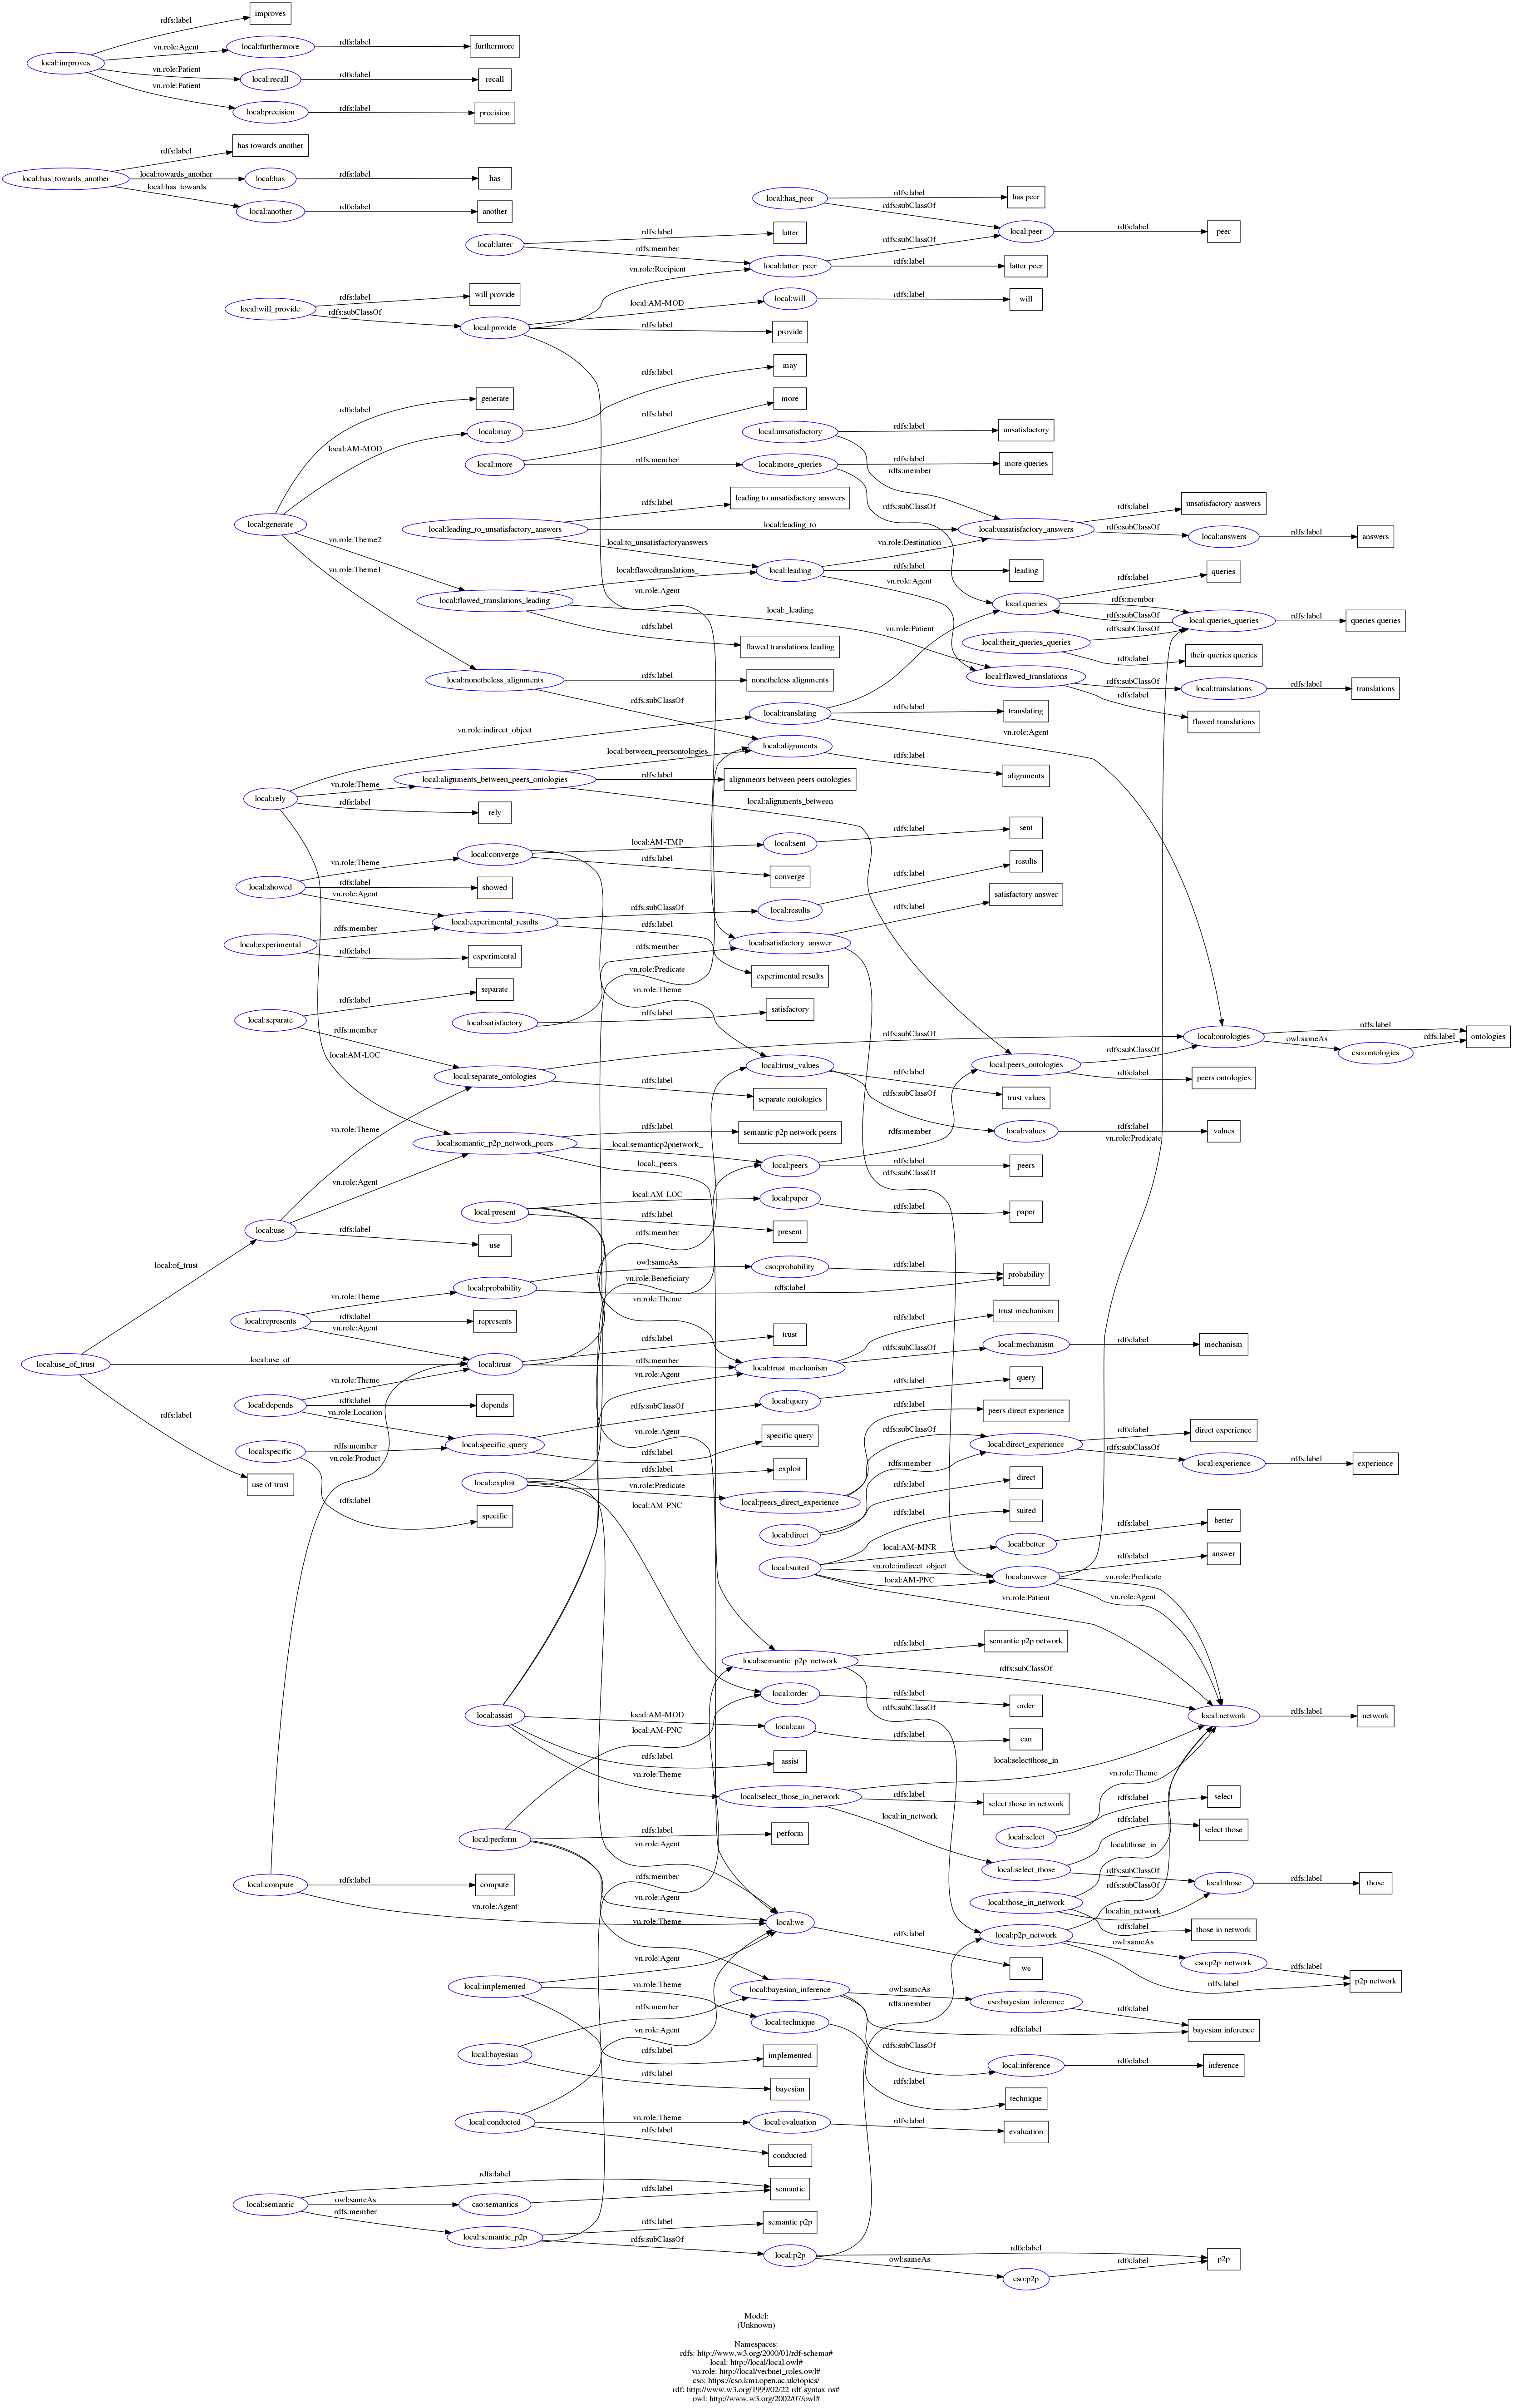 rdfs:label
improves
vn.role:Agent
local:furthermore
rdfs:label
furthermore
local:improves
vn.role:Patient
local:recall
rdfs:label
recall
vn.role:Patient
local:precision
rdfs:label
precision
rdfs:label
has towards another
local:has_towards_another
local:towards_another
local:has
rdfs:label
has
local:has_towards
local:another
rdfs:label
another
local:has_peer
rdfs:label
has peer
rdfs:subClassOf
local:peer
rdfs:label
peer
local:latter
rdfs:label
latter
rdfs:member
local:latter_peer
rdfs:subClassOf
rdfs:label
latter peer
vn.role:Recipient
local:will_provide
rdfs:label
will provide
rdfs:subClassOf
local:provide
local:AM-MOD
local:will
rdfs:label
will
rdfs:label
provide
rdfs:label
may
rdfs:label
generate
rdfs:label
more
local:AM-MOD
local:may
local:unsatisfactory
rdfs:label
unsatisfactory
local:more
rdfs:member
local:more_queries
rdfs:label
more queries
rdfs:member
rdfs:label
leading to unsatisfactory answers
rdfs:subClassOf
rdfs:label
unsatisfactory answers
local:generate
local:leading_to_unsatisfactory_answers
local:leading_to
local:unsatisfactory_answers
rdfs:subClassOf
local:answers
rdfs:label
answers
vn.role:Theme2
local:to_unsatisfactoryanswers
vn.role:Destination
vn.role:Theme1
local:flawedtranslations_
local:leading
rdfs:label
leading
rdfs:label
queries
vn.role:Agent
vn.role:Agent
local:flawed_translations_leading
local:_leading
local:queries
rdfs:member
rdfs:subClassOf
local:queries_queries
rdfs:label
queries queries
rdfs:label
flawed translations leading
vn.role:Patient
local:their_queries_queries
rdfs:subClassOf
rdfs:label
their queries queries
local:nonetheless_alignments
rdfs:label
nonetheless alignments
local:flawed_translations
rdfs:subClassOf
local:translations
rdfs:label
translations
rdfs:label
flawed translations
rdfs:subClassOf
local:translating
rdfs:label
translating
vn.role:indirect_object
vn.role:Agent
local:between_peersontologies
local:alignments
rdfs:label
alignments
local:rely
vn.role:Theme
local:alignments_between_peers_ontologies
rdfs:label
alignments between peers ontologies
rdfs:label
rely
local:alignments_between
local:AM-TMP
local:sent
rdfs:label
sent
vn.role:Theme
local:converge
rdfs:label
converge
local:showed
rdfs:label
showed
rdfs:label
results
vn.role:Agent
local:experimental_results
rdfs:subClassOf
local:results
rdfs:label
satisfactory answer
rdfs:label
local:experimental
rdfs:member
rdfs:label
experimental
rdfs:member
local:satisfactory_answer
vn.role:Predicate
experimental results
rdfs:label
separate
vn.role:Theme
local:separate
rdfs:member
local:satisfactory
rdfs:label
satisfactory
rdfs:subClassOf
local:ontologies
rdfs:label
ontologies
owl:sameAs
cso:ontologies
rdfs:label
local:AM-LOC
local:separate_ontologies
local:trust_values
rdfs:label
trust values
local:peers_ontologies
rdfs:subClassOf
rdfs:label
peers ontologies
rdfs:label
separate ontologies
rdfs:subClassOf
vn.role:Theme
rdfs:label
semantic p2p network peers
rdfs:member
local:values
rdfs:label
values
vn.role:Predicate
local:semantic_p2p_network_peers
local:semanticp2pnetwork_
local:_peers
local:peers
rdfs:label
peers
rdfs:subClassOf
vn.role:Agent
local:present
local:AM-LOC
local:paper
rdfs:label
paper
rdfs:label
present
local:use
rdfs:label
use
rdfs:member
local:of_trust
owl:sameAs
cso:probability
rdfs:label
probability
vn.role:Beneficiary
vn.role:Theme
local:probability
rdfs:label
vn.role:Theme
local:represents
rdfs:label
represents
vn.role:Agent
rdfs:label
trust
rdfs:label
trust mechanism
local:use_of_trust
local:use_of
local:trust
rdfs:member
local:trust_mechanism
rdfs:subClassOf
local:mechanism
rdfs:label
mechanism
vn.role:Theme
vn.role:Agent
rdfs:label
query
local:depends
rdfs:label
depends
rdfs:subClassOf
local:query
rdfs:label
peers direct experience
vn.role:Location
rdfs:label
vn.role:Agent
rdfs:label
specific query
rdfs:subClassOf
rdfs:label
direct experience
local:specific
rdfs:member
local:specific_query
local:direct_experience
rdfs:subClassOf
local:experience
rdfs:label
experience
vn.role:Product
rdfs:label
exploit
rdfs:member
rdfs:label
direct
use of trust
local:exploit
vn.role:Predicate
local:peers_direct_experience
rdfs:label
specific
local:AM-PNC
rdfs:label
suited
local:direct
local:AM-MNR
local:better
rdfs:label
better
local:suited
vn.role:indirect_object
local:AM-PNC
local:answer
rdfs:label
answer
vn.role:Predicate
vn.role:Patient
vn.role:Agent
local:semantic_p2p_network
rdfs:label
semantic p2p network
rdfs:subClassOf
local:order
rdfs:label
order
rdfs:subClassOf
local:assist
local:AM-MOD
local:can
rdfs:label
can
local:network
rdfs:label
network
local:AM-PNC
rdfs:label
assist
local:selectthose_in
vn.role:Theme
vn.role:Theme
local:select_those_in_network
rdfs:label
select those in network
rdfs:label
select
local:in_network
rdfs:label
select those
local:perform
rdfs:label
perform
local:select
vn.role:Agent
local:those_in
local:select_those
rdfs:subClassOf
local:those
rdfs:label
those
rdfs:member
rdfs:subClassOf
local:compute
rdfs:label
compute
vn.role:Agent
vn.role:Agent
local:those_in_network
local:in_network
rdfs:label
those in network
vn.role:Theme
local:we
rdfs:label
we
local:p2p_network
owl:sameAs
cso:p2p_network
rdfs:label
p2p network
vn.role:Agent
rdfs:label
local:implemented
vn.role:Theme
local:bayesian_inference
owl:sameAs
cso:bayesian_inference
rdfs:label
rdfs:member
rdfs:member
local:technique
rdfs:label
bayesian inference
vn.role:Agent
rdfs:subClassOf
local:bayesian
rdfs:label
implemented
local:inference
rdfs:label
inference
rdfs:label
bayesian
rdfs:label
technique
local:conducted
vn.role:Theme
local:evaluation
rdfs:label
evaluation
rdfs:label
conducted
rdfs:label
semantic
local:semantic
owl:sameAs
cso:semantics
rdfs:label
rdfs:member
local:semantic_p2p
rdfs:label
semantic p2p
rdfs:subClassOf
local:p2p
rdfs:label
p2p
owl:sameAs
cso:p2p
rdfs:label
Model:
(Unknown)
Namespaces:
rdfs: http://www.w3.org/2000/01/rdf-schema#
local: http://local/local.owl#
vn.role: http://local/verbnet_roles.owl#
cso: https://cso.kmi.open.ac.uk/topics/
rdf: http://www.w3.org/1999/02/22-rdf-syntax-ns#
owl: http://www.w3.org/2002/07/owl#